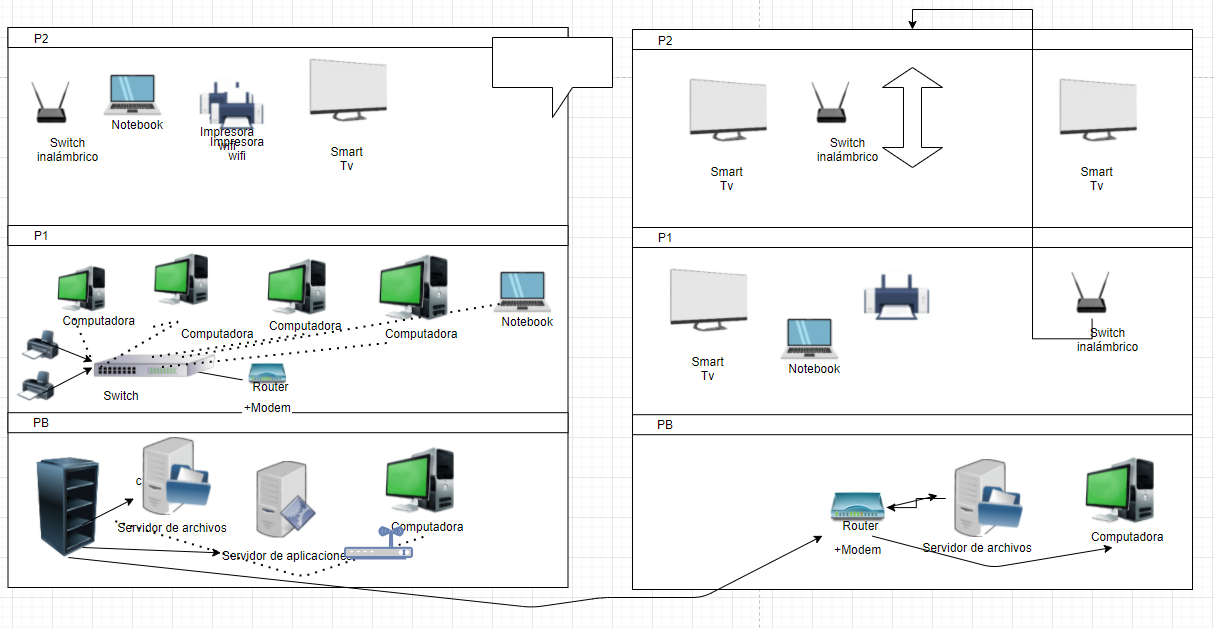 P2
Switch
inalámbrico
Notebook
Impresora
wifi
Impresora
wifi
Smart
Tv
P1
Computadora
Computadora
Computadora
Computadora
Notebook
Switch
Router
+Modem
PB
c
Servidor de archivos
Servidor de aplicaciones
Computadora
P2
Smart
Tv
Switch
inalámbrico
Smart
Tv
P1
Smart
Tv
Notebook
Switch
inalámbrico
PB
Router
+Modem
Servidor de archivos
Computadora